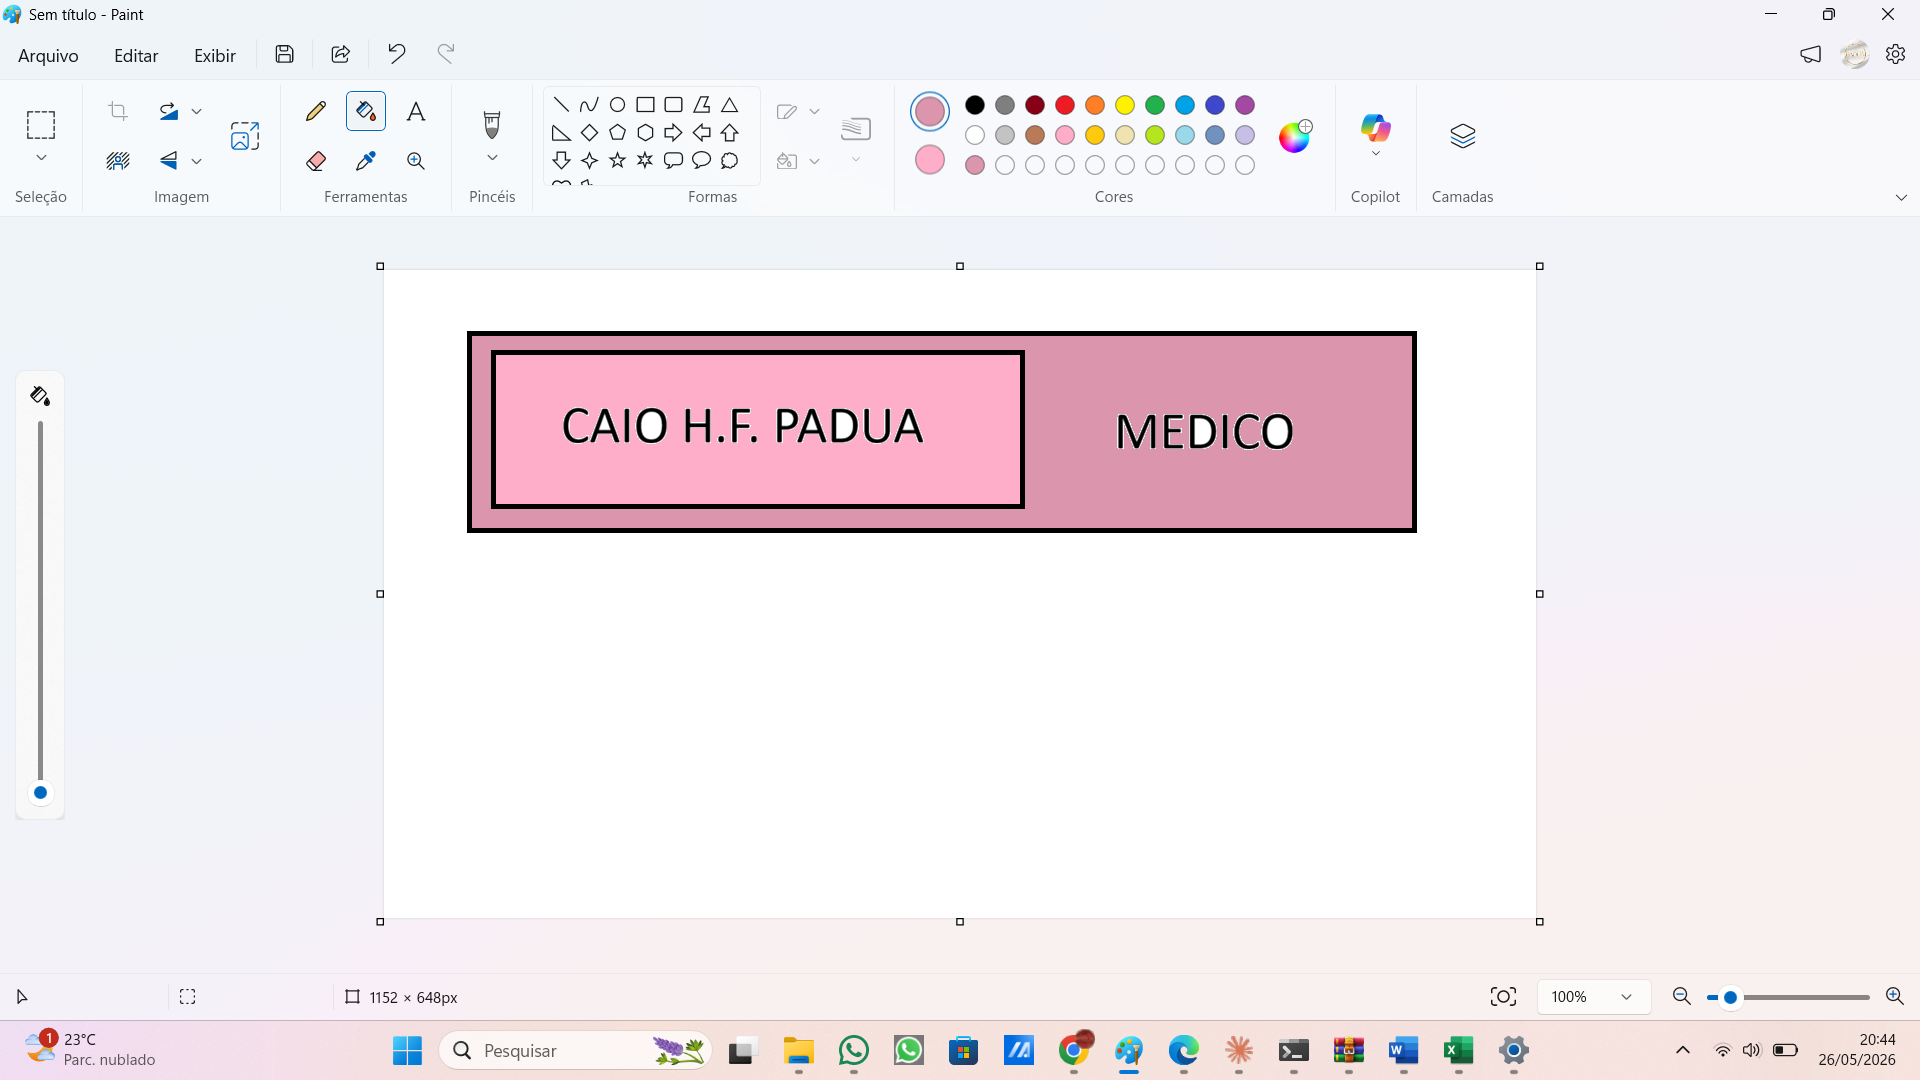 Sem título - Paint
Arquivo Editar Exibir
Seleção Imagem Ferramentas Pincéis Formas Cores Copilot Camadas
CAIO H.F. PADUA MEDICO
1152 × 648px 100%
1 23°C
Parc. nublado
Pesquisar
20:44
26/05/2026